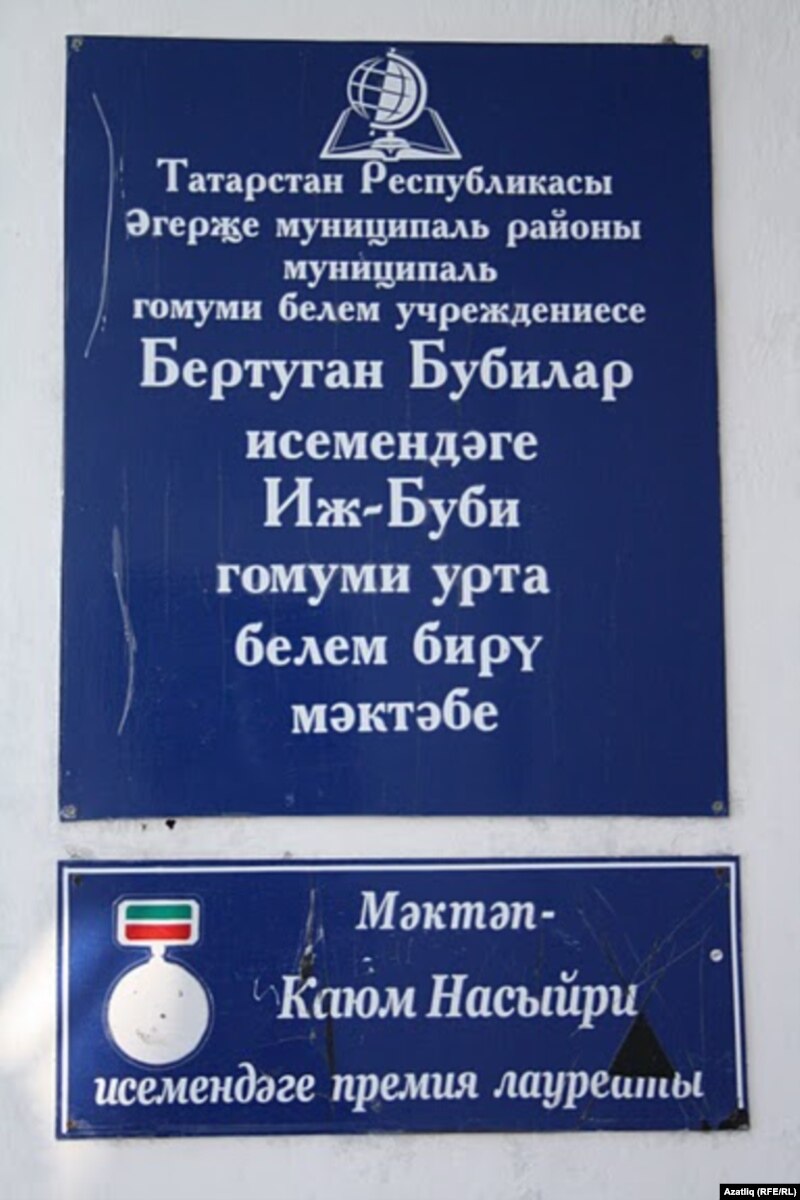 Татарстан Республикасы
Әгерҗе муниципаль районы
муниципаль
гомуми белем учреждениесе
Бертуган Бубилар
исемендәге
Иж-Буби
гомуми урта
белем бирү
мәктәбе
Мәктәп-
Каюм Насыйри
исемендәге премия лауреаты
Azatliq (RFE/RL)